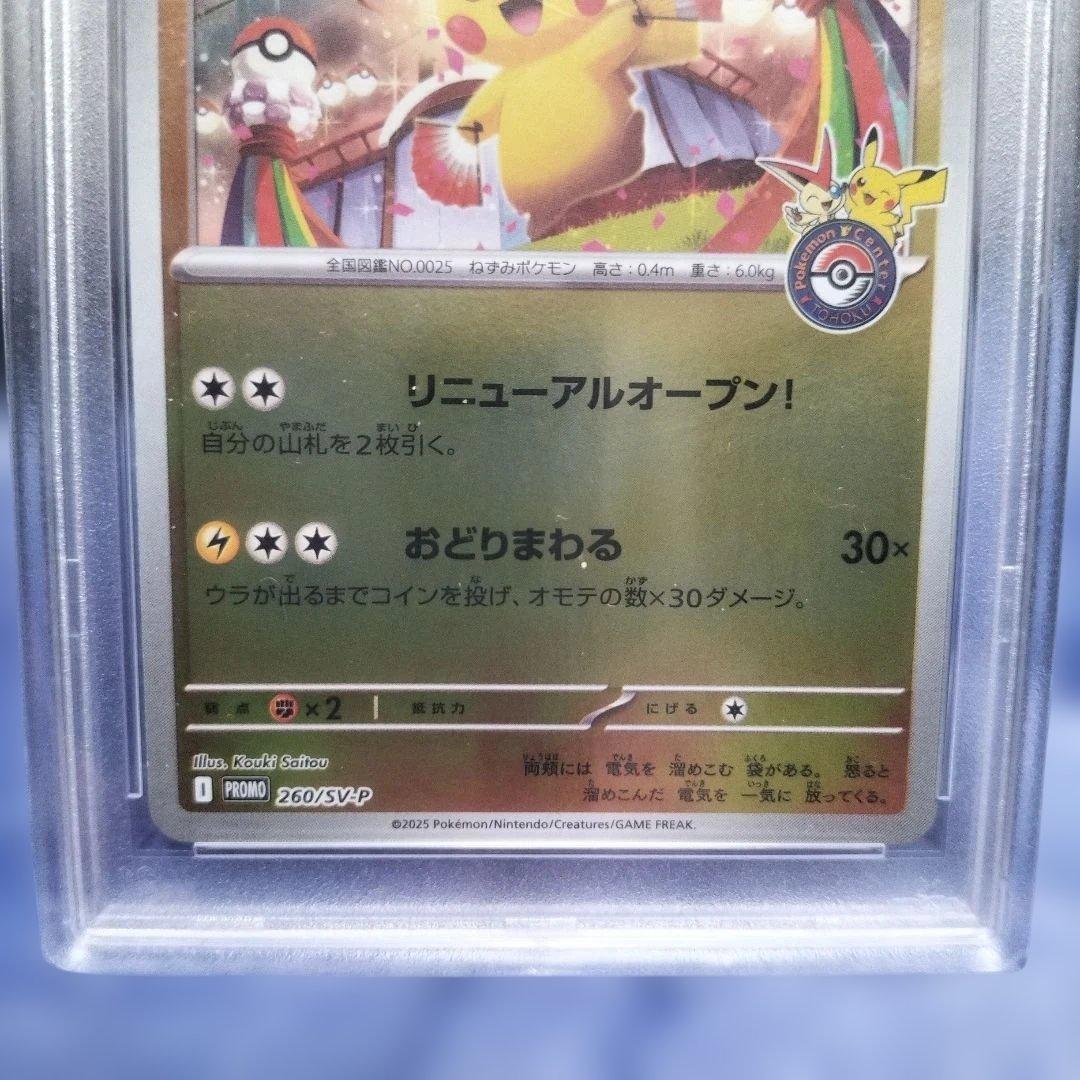 Pokémon Center
TOHOKU
全国図鑑NO.0025 ねずみポケモン 高さ:0.4m 重さ:6.0kg
リニューアルオープン!
自分の山札を2枚引く。
おどりまわる 30×
ウラが出るまでコインを投げ、オモテの数×30ダメージ。
弱点 ×2 抵抗力 にげる
Illus. Kouki Saitou
両頬には 電気を 溜めこむ 袋がある。 怒ると
溜めこんだ 電気を 一気に 放ってくる。
I PROMO 260/SV-P
©2025 Pokémon/Nintendo/Creatures/GAME FREAK.